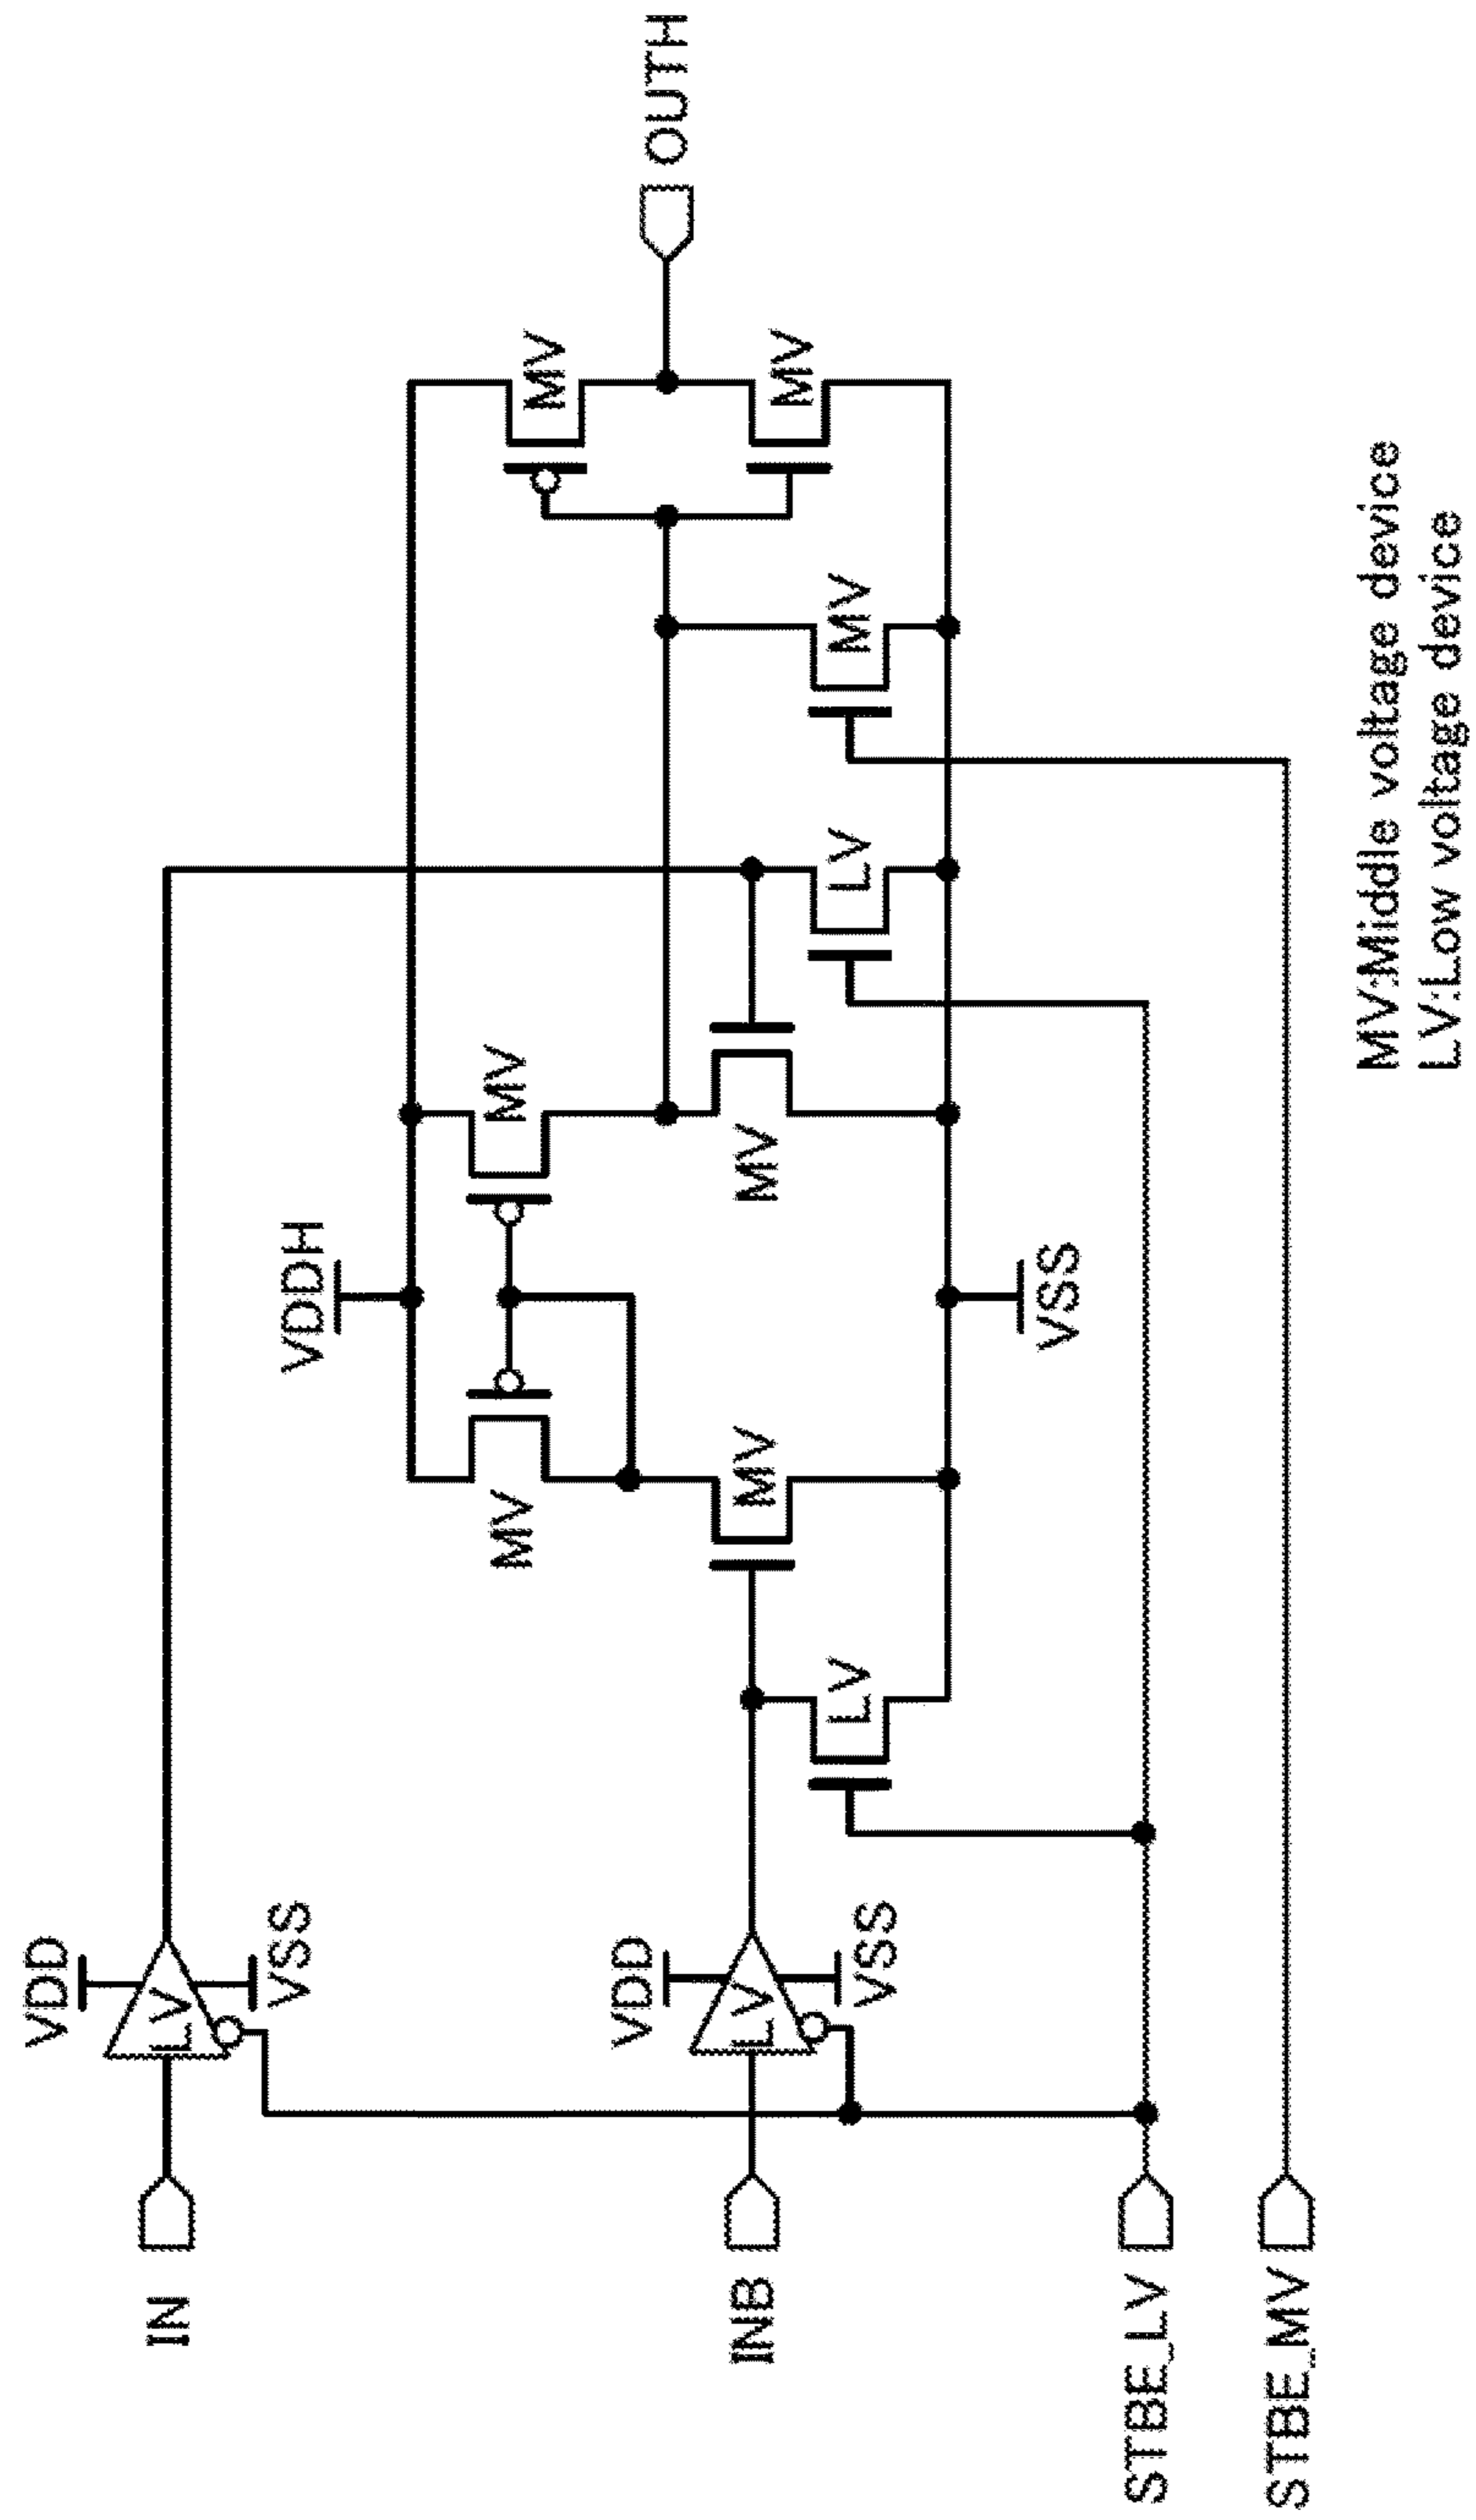 VDD
IN
LV
VSS
VDDH
MV
MV
MV
VDD
OUTH
INB
LV
MV
MV
MV
LV
LV
MV
VSS
VSS
STBE_LV
STBE_MV
MV:Middle voltage device
LV:Low voltage device